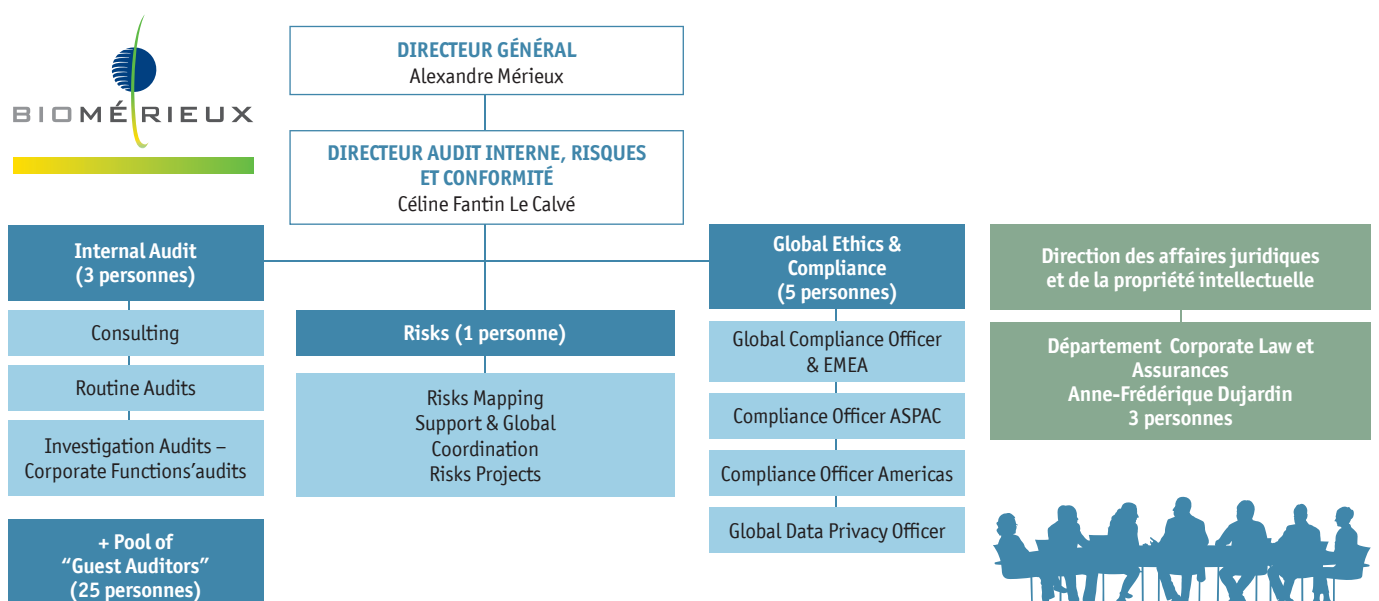 BIOMÉRIEUX
DIRECTEUR GÉNÉRAL
Alexandre Mérieux
DIRECTEUR AUDIT INTERNE, RISQUES
ET CONFORMITÉ
Céline Fantin Le Calvé
Internal Audit
(3 personnes)
Consulting
Routine Audits
Investigation Audits –
Corporate Functions’audits
+ Pool of
“Guest Auditors”
(25 personnes)
Risks (1 personne)
Risks Mapping
Support & Global
Coordination
Risks Projects
Global Ethics &
Compliance
(5 personnes)
Global Compliance Officer
& EMEA
Compliance Officer ASPAC
Compliance Officer Americas
Global Data Privacy Officer
Direction des affaires juridiques
et de la propriété intellectuelle
Département Corporate Law et
Assurances
Anne-Frédérique Dujardin
3 personnes